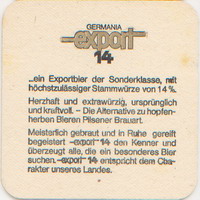 GERMANIA
export
14
...ein Exportbier der Sonderklasse, mit
höchstzulässiger Stammwürze von 14%.
Herzhaft und extrawürzig, ursprünglich
und kraftvoll. – Die Alternative zu hopfen-
herben Bieren Pilsener Brauart.
Meisterlich gebraut und in Ruhe gereift
begeistert export 14 den Kenner und
überzeugt alle, die ein besonderes Bier
suchen. export 14 entspricht dem Cha-
rakter unseres Landes.